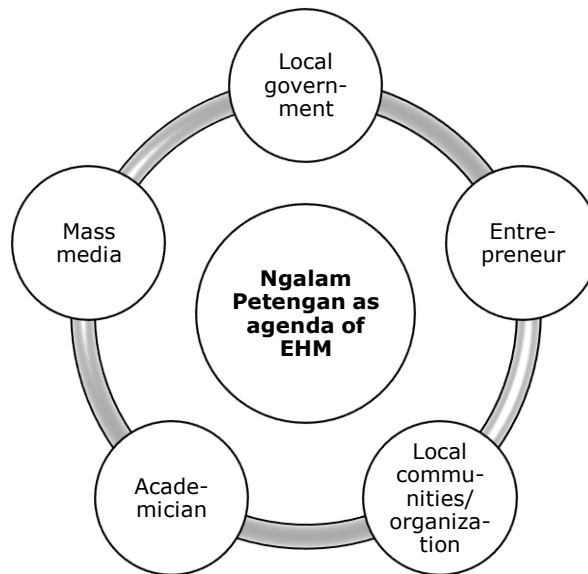 Local
govern-
ment
Mass
media
Entre-
preneur
Ngalam
Petengan as
agenda of
EHM
Acade-
mician
Local
commu-
nities/
organiza-
tion